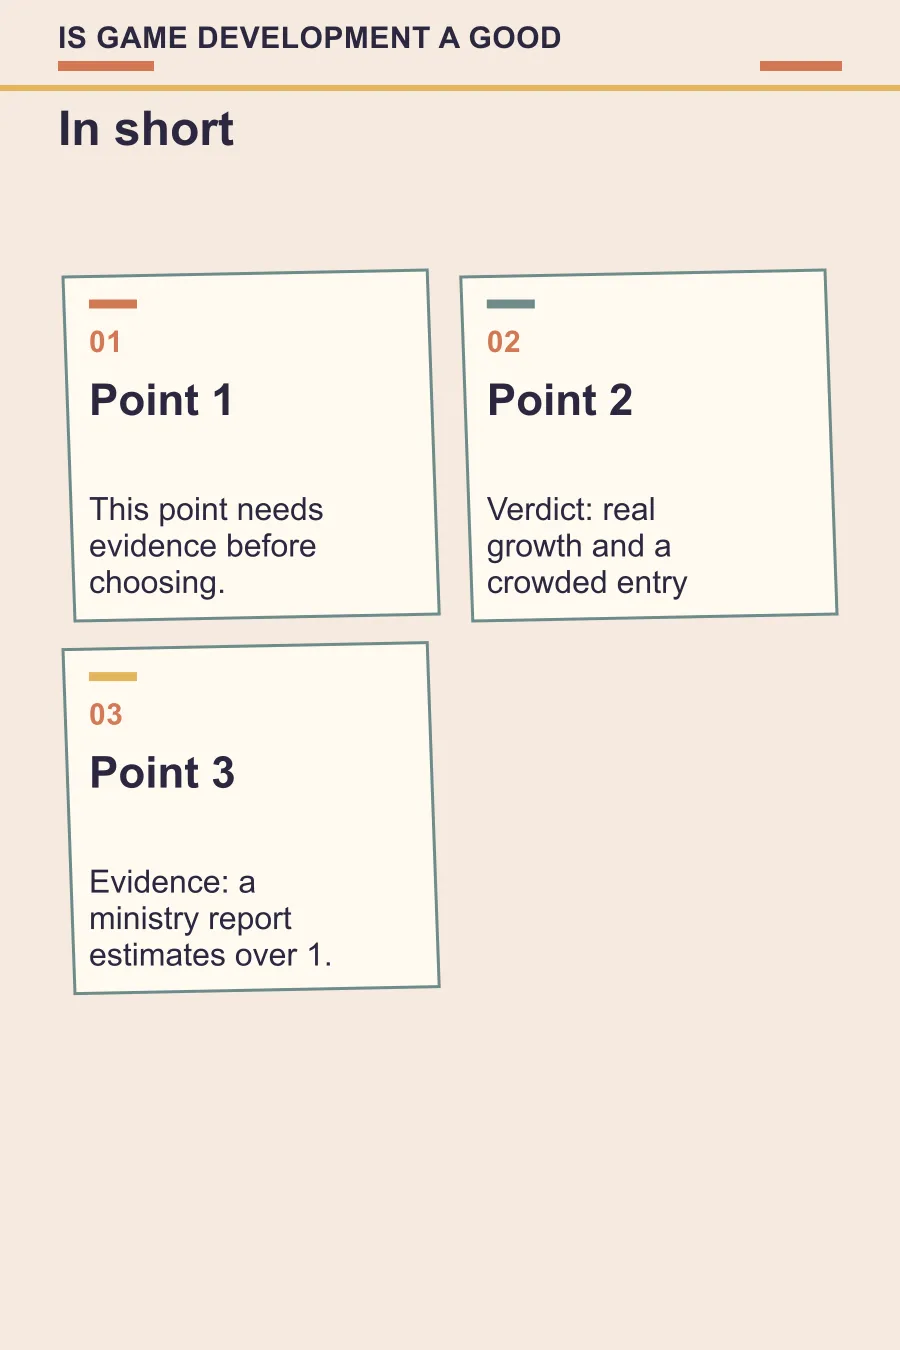 IS GAME DEVELOPMENT A GOOD
In short
01
Point 1
This point needs
evidence before
choosing.
02
Point 2
Verdict: real
growth and a
crowded entry
03
Point 3
Evidence: a
ministry report
estimates over 1.